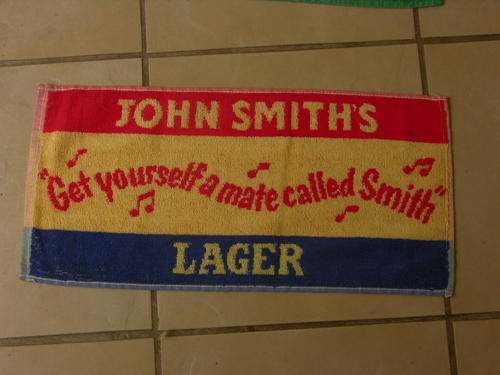 JOHN SMITH'S
"Get yourself a mate called Smith"
LAGER